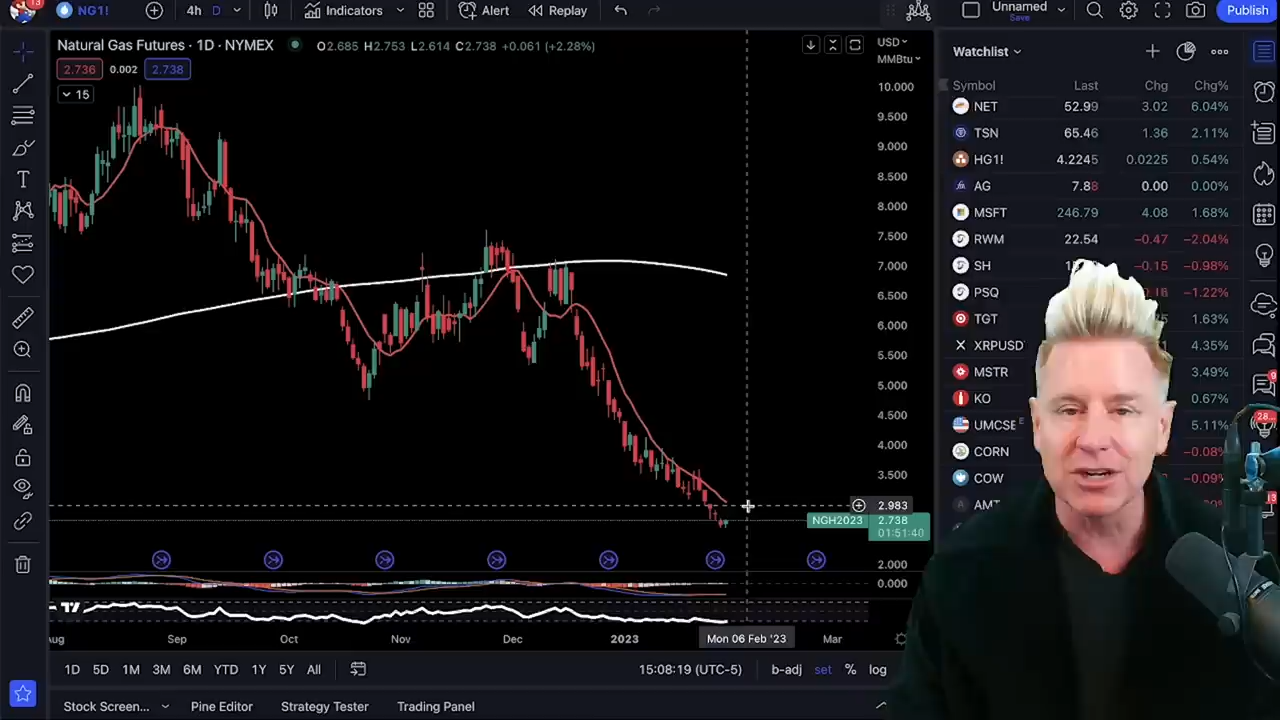 13
NG1!
4h D
Indicators
Alert
Replay
Unnamed
Save
Publish
Natural Gas Futures · 1D · NYMEX
O2.685 H2.753 L2.614 C2.738 +0.061 (+2.28%)
USD
MMBtu
2.736 0.002 2.738
15
10.000
9.500
9.000
8.500
8.000
7.500
7.000
6.500
6.000
5.500
5.000
4.500
4.000
3.500
2.983
NGH2023 2.738
01:51:40
2.000
0.000
Aug Sep Oct Nov Dec 2023 Mon 06 Feb '23 Mar
1D 5D 1M 3M 6M YTD 1Y 5Y All
15:08:19 (UTC-5) b-adj set % log
Stock Screen... Pine Editor Strategy Tester Trading Panel
Watchlist
Symbol Last Chg Chg%
NET 52.99 3.02 6.04%
TSN 65.46 1.36 2.11%
HG1! 4.2245 0.0225 0.54%
AG 7.88 0.00 0.00%
MSFT 246.79 4.08 1.68%
RWM 22.54 −0.47 −2.04%
SH −0.15 −0.98%
PSQ −1.22%
TGT 1.63%
XRPUSD 4.35%
MSTR 3.49%
KO 0.67%
UMCSE E 5.11%
CORN −0.08%
COW −0.09%